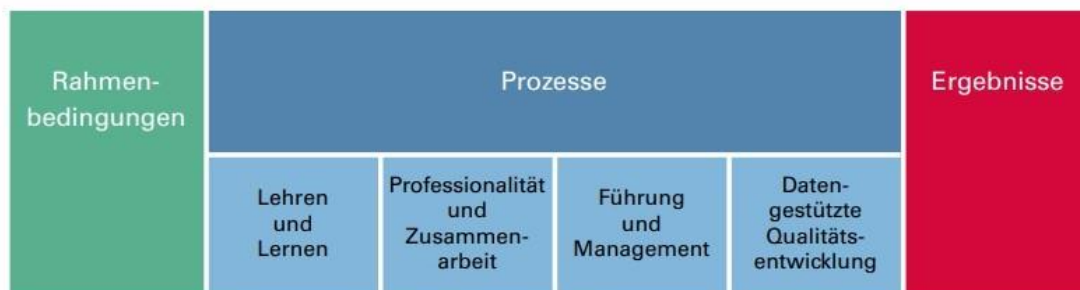 Rahmen-
bedingungen
Prozesse
Ergebnisse
Lehren
und
Lernen
Professionalität
und
Zusammen-
arbeit
Führung
und
Management
Daten-
gestützte
Qualitäts-
entwicklung